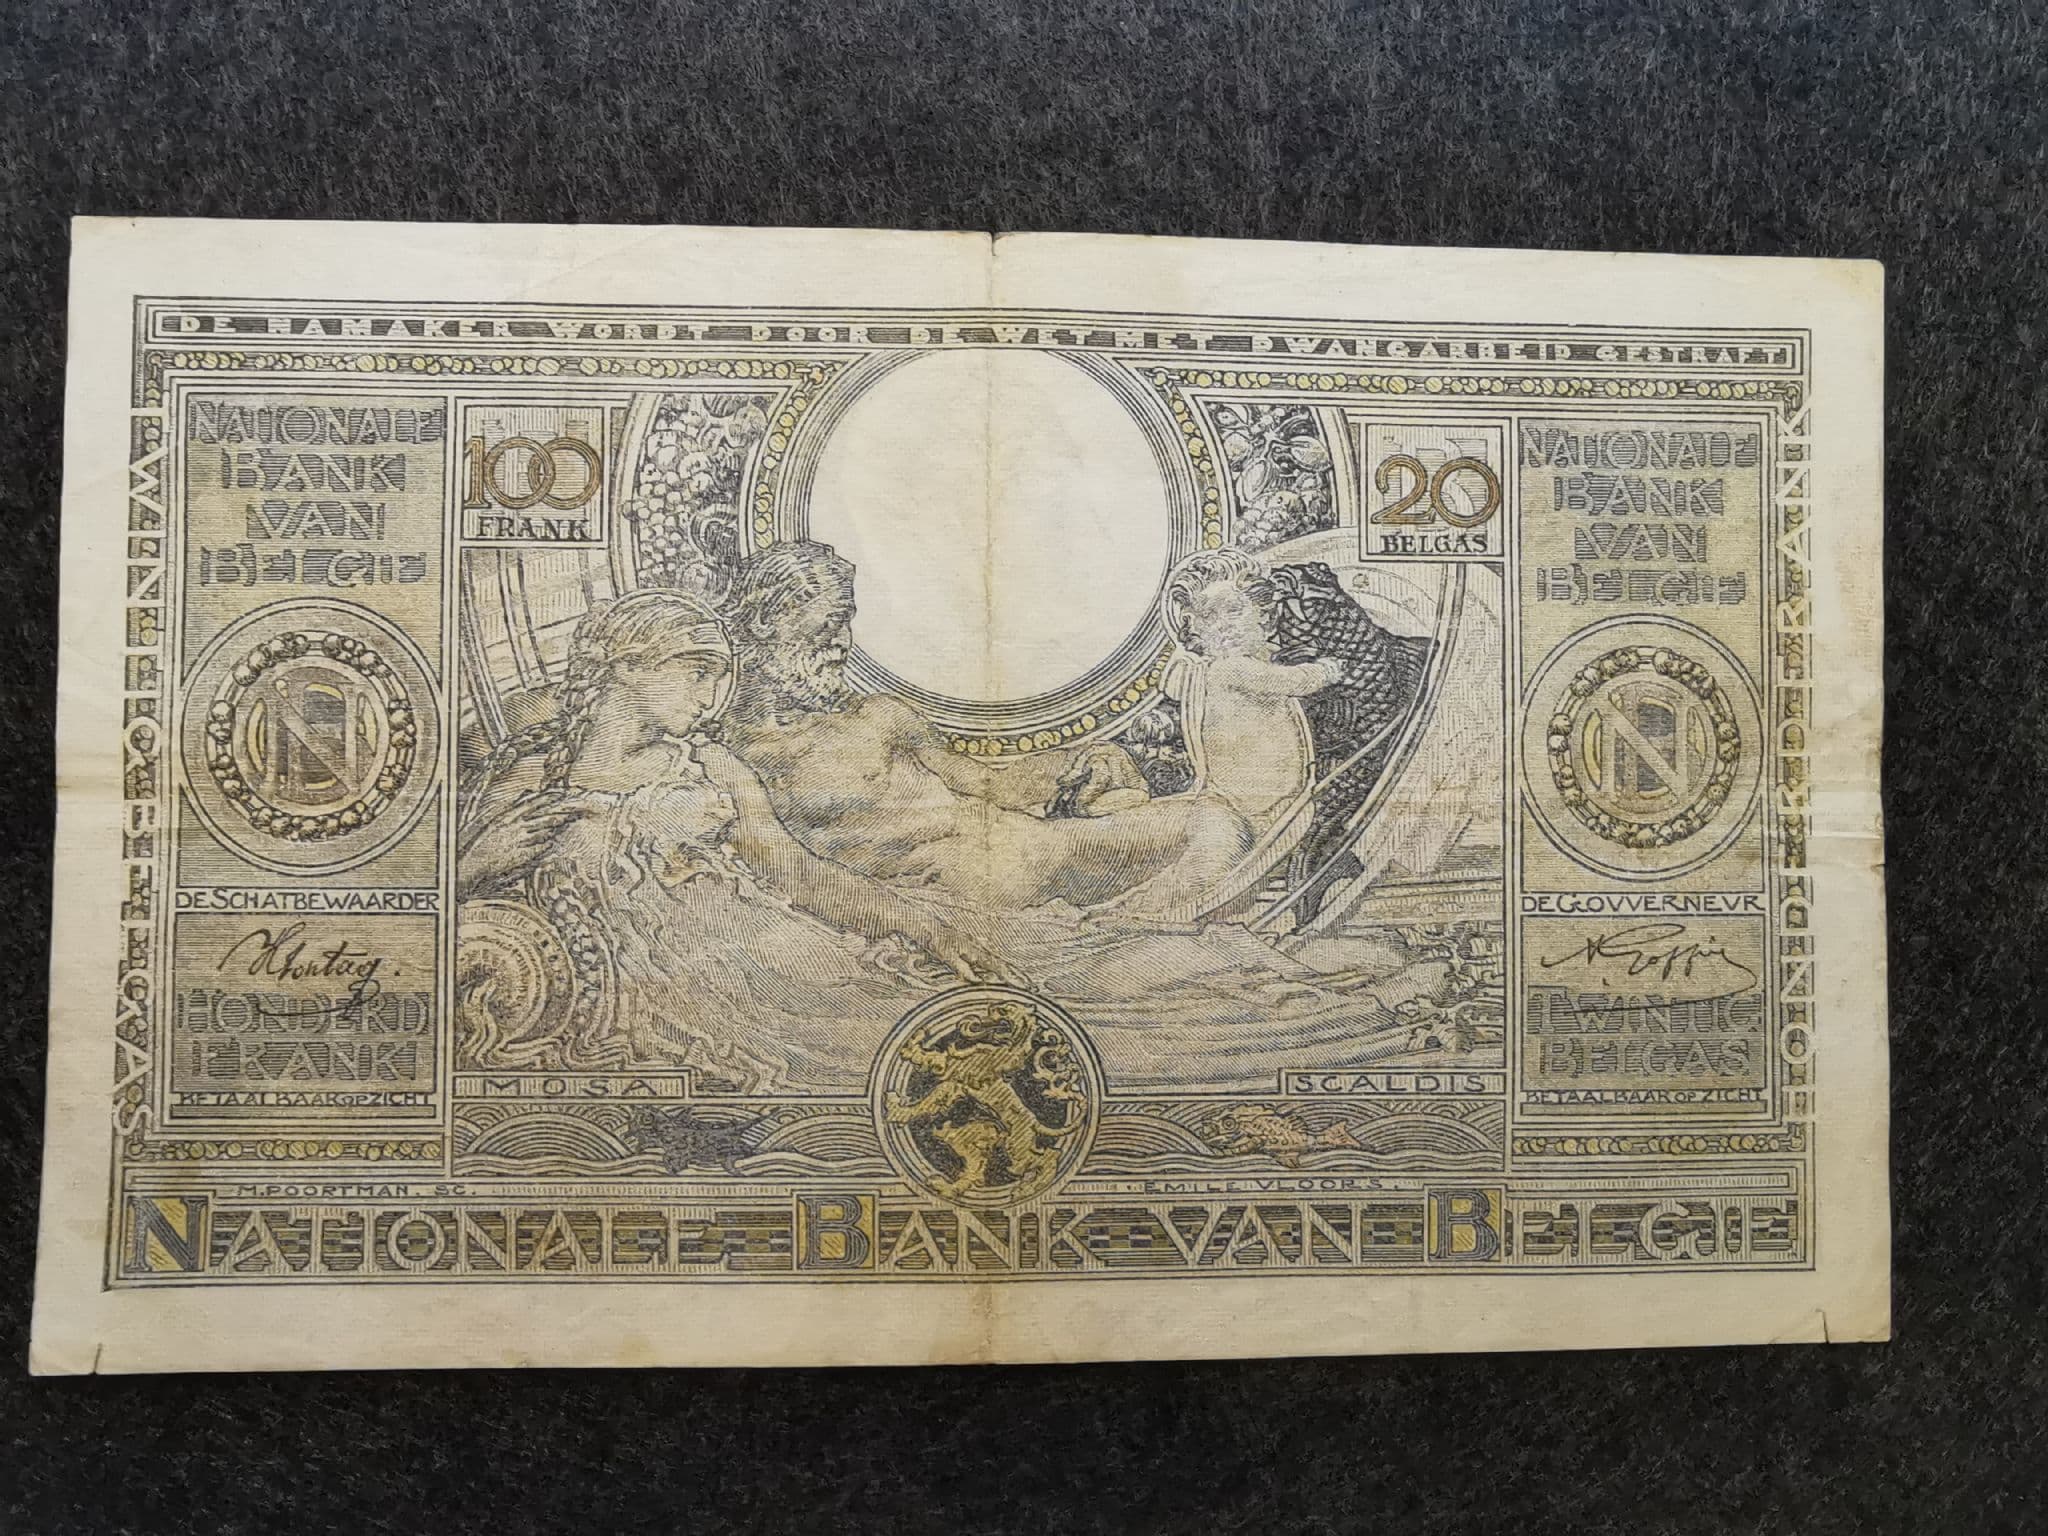 DE NAMAKER WORDT DOOR DE WET MET DWANGARBEID GESTRAFT
TWINTIG BELGAS
HONDERD FRANK
NATIONALE
BANK
VAN
BELGIE
100
FRANK
20
BELGAS
NATIONALE
BANK
VAN
BELGIE
DE SCHATBEWAARDER
HONDERD
FRANK
BETAALBAAR OP ZICHT
DE GOVVERNEVR
TWINTIG
BELGAS
BETAALBAAR OP ZICHT
MOSA
SCALDIS
M. POORTMAN. SC.
EMILE VLOORS.
NATIONALE BANK VAN BELGIE